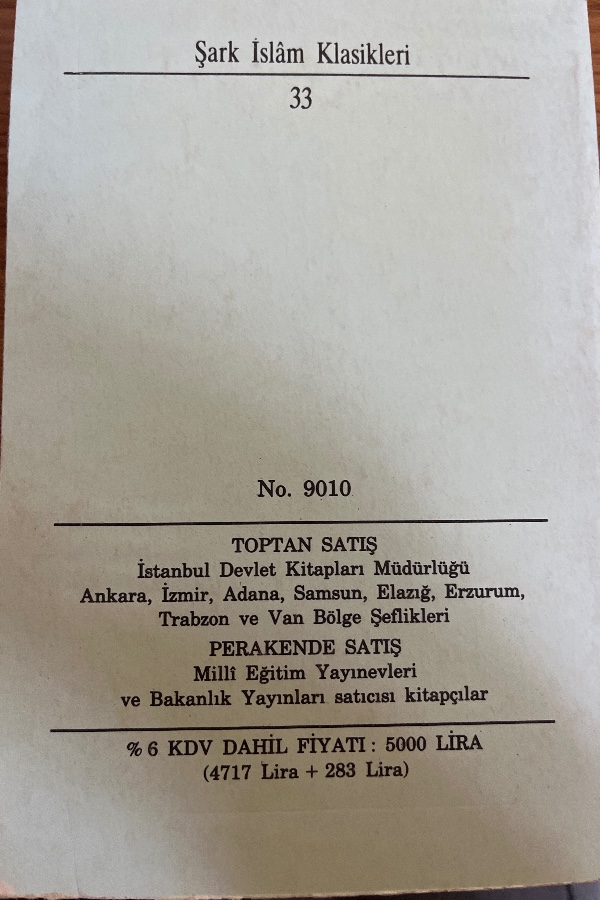 Şark İslâm Klasikleri
33
No. 9010
TOPTAN SATIŞ
İstanbul Devlet Kitapları Müdürlüğü
Ankara, İzmir, Adana, Samsun, Elazığ, Erzurum,
Trabzon ve Van Bölge Şeflikleri
PERAKENDE SATIŞ
Millî Eğitim Yayınevleri
ve Bakanlık Yayınları satıcısı kitapçılar
% 6 KDV DAHİL FİYATI : 5000 LİRA
(4717 Lira + 283 Lira)